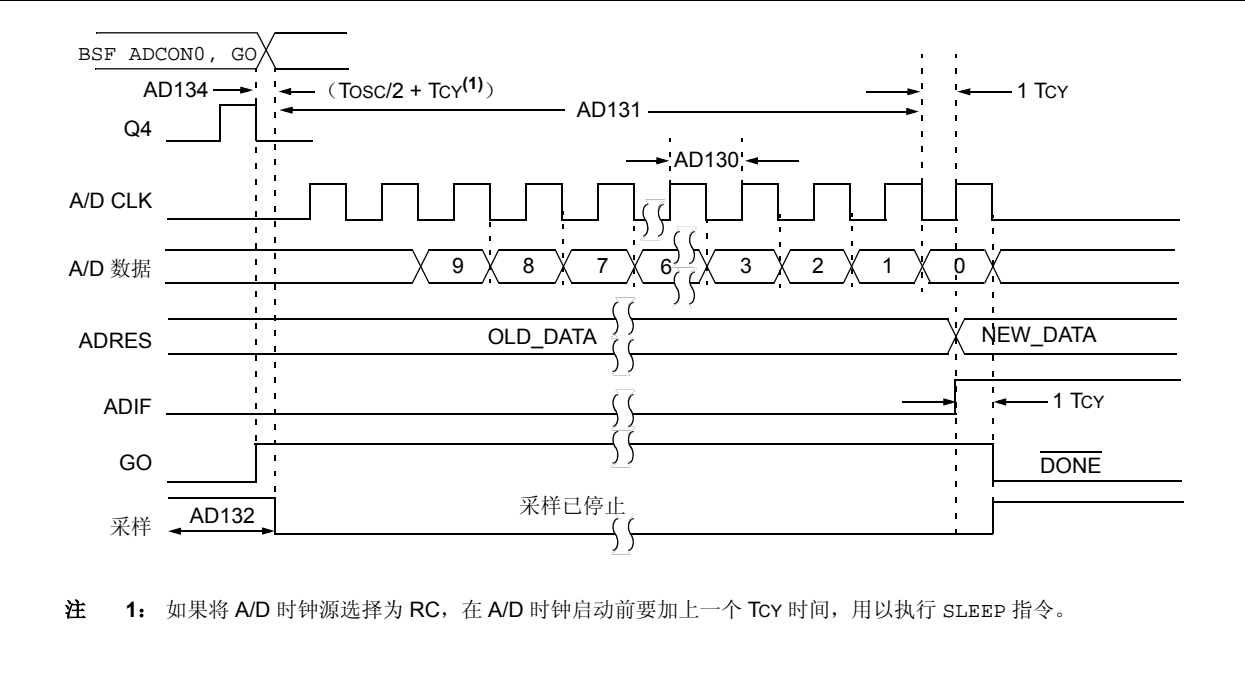 BSF ADCON0, GO
AD134 （TOSC/2 + TCY(1)） 1 TCY
AD131
Q4
AD130
A/D CLK
A/D 数据 9 8 7 6 3 2 1 0
ADRES OLD_DATA NEW_DATA
ADIF 1 TCY
GO DONE
采样 AD132 采样已停止
注 1： 如果将 A/D 时钟源选择为 RC，在 A/D 时钟启动前要加上一个 TCY 时间，用以执行 SLEEP 指令。